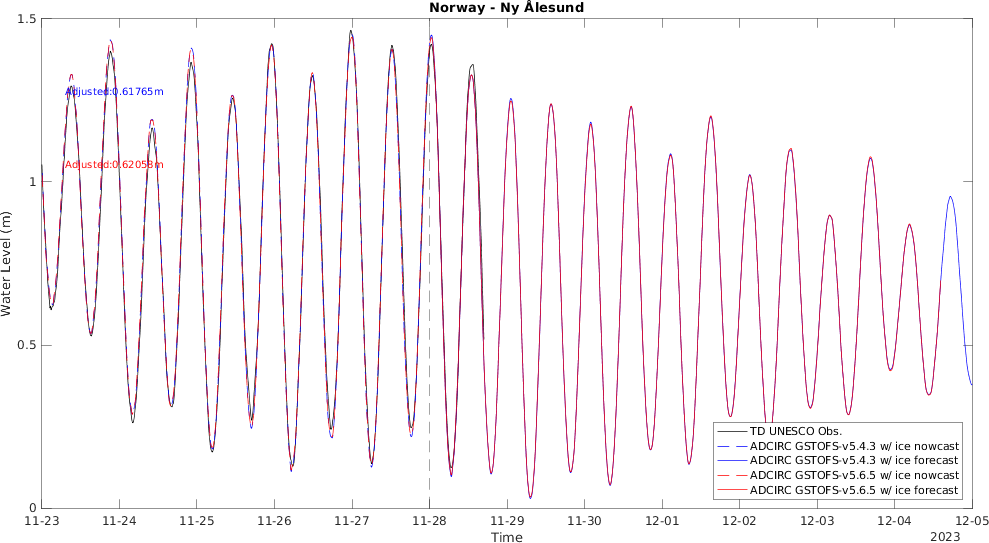 Norway - Ny Ålesund
1.5
Adjusted:0.61765m
Adjusted:0.62058m
1
Water Level (m)
0.5
TD UNESCO Obs.
ADCIRC GSTOFS-v5.4.3 w/ ice nowcast
ADCIRC GSTOFS-v5.4.3 w/ ice forecast
ADCIRC GSTOFS-v5.6.5 w/ ice nowcast
ADCIRC GSTOFS-v5.6.5 w/ ice forecast
0
11-23 11-24 11-25 11-26 11-27 11-28 11-29 11-30 12-01 12-02 12-03 12-04 12-05
Time 2023